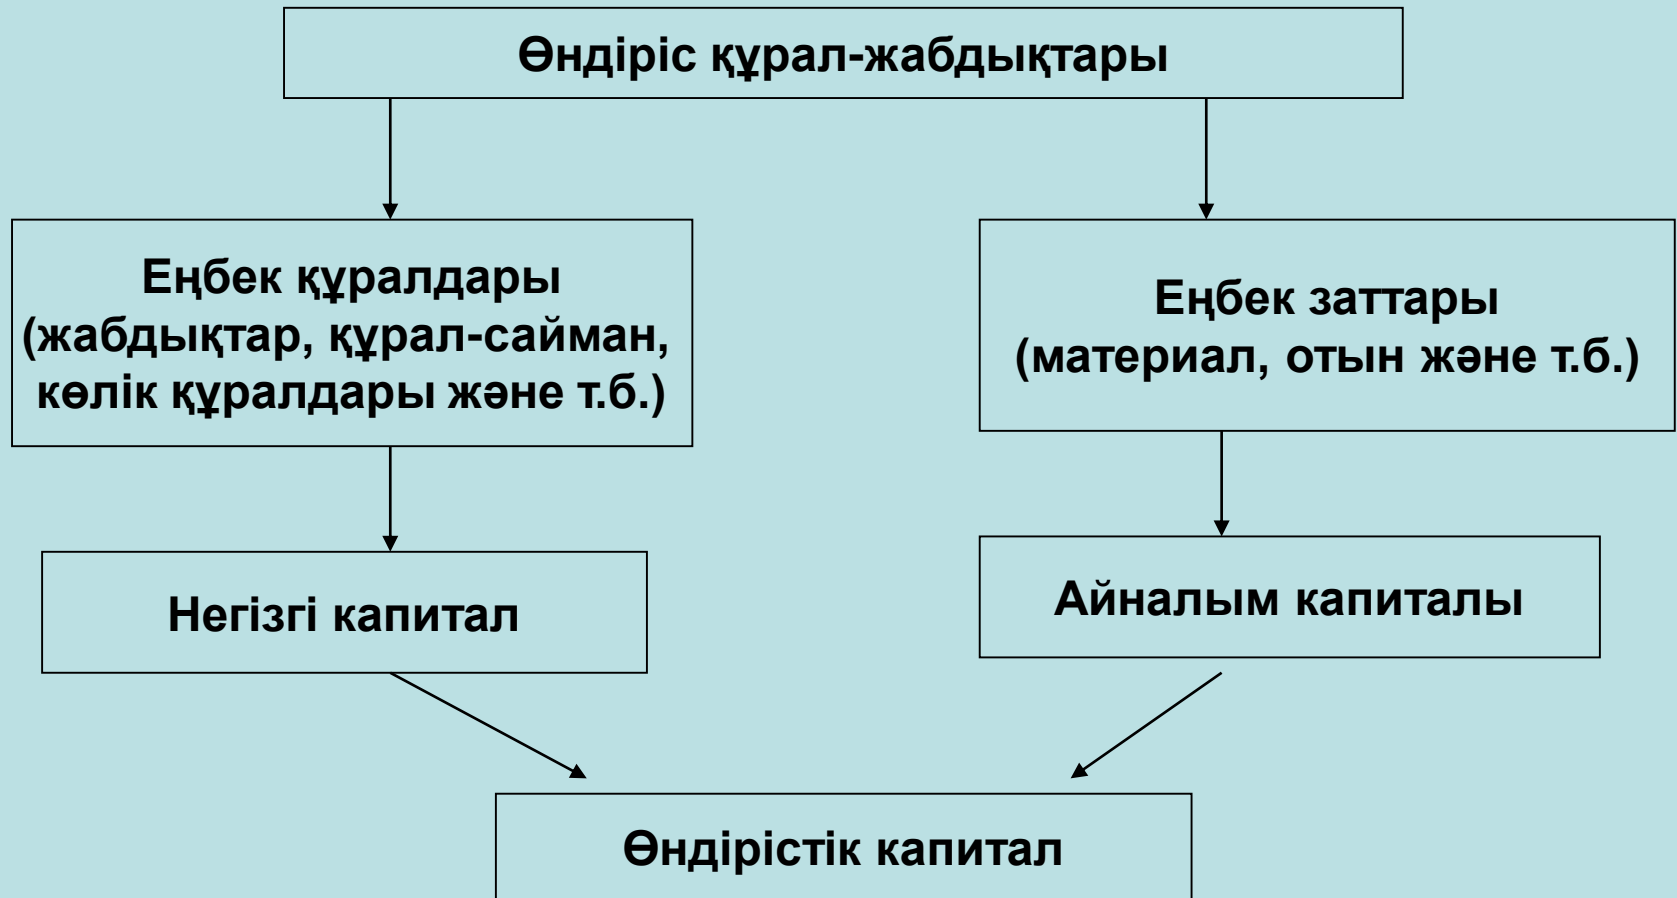 Өндіріс құрал-жабдықтары
Еңбек құралдары
(жабдықтар, құрал-сайман,
көлік құралдары және т.б.)
Еңбек заттары
(материал, отын және т.б.)
Негізгі капитал
Айналым капиталы
Өндірістік капитал